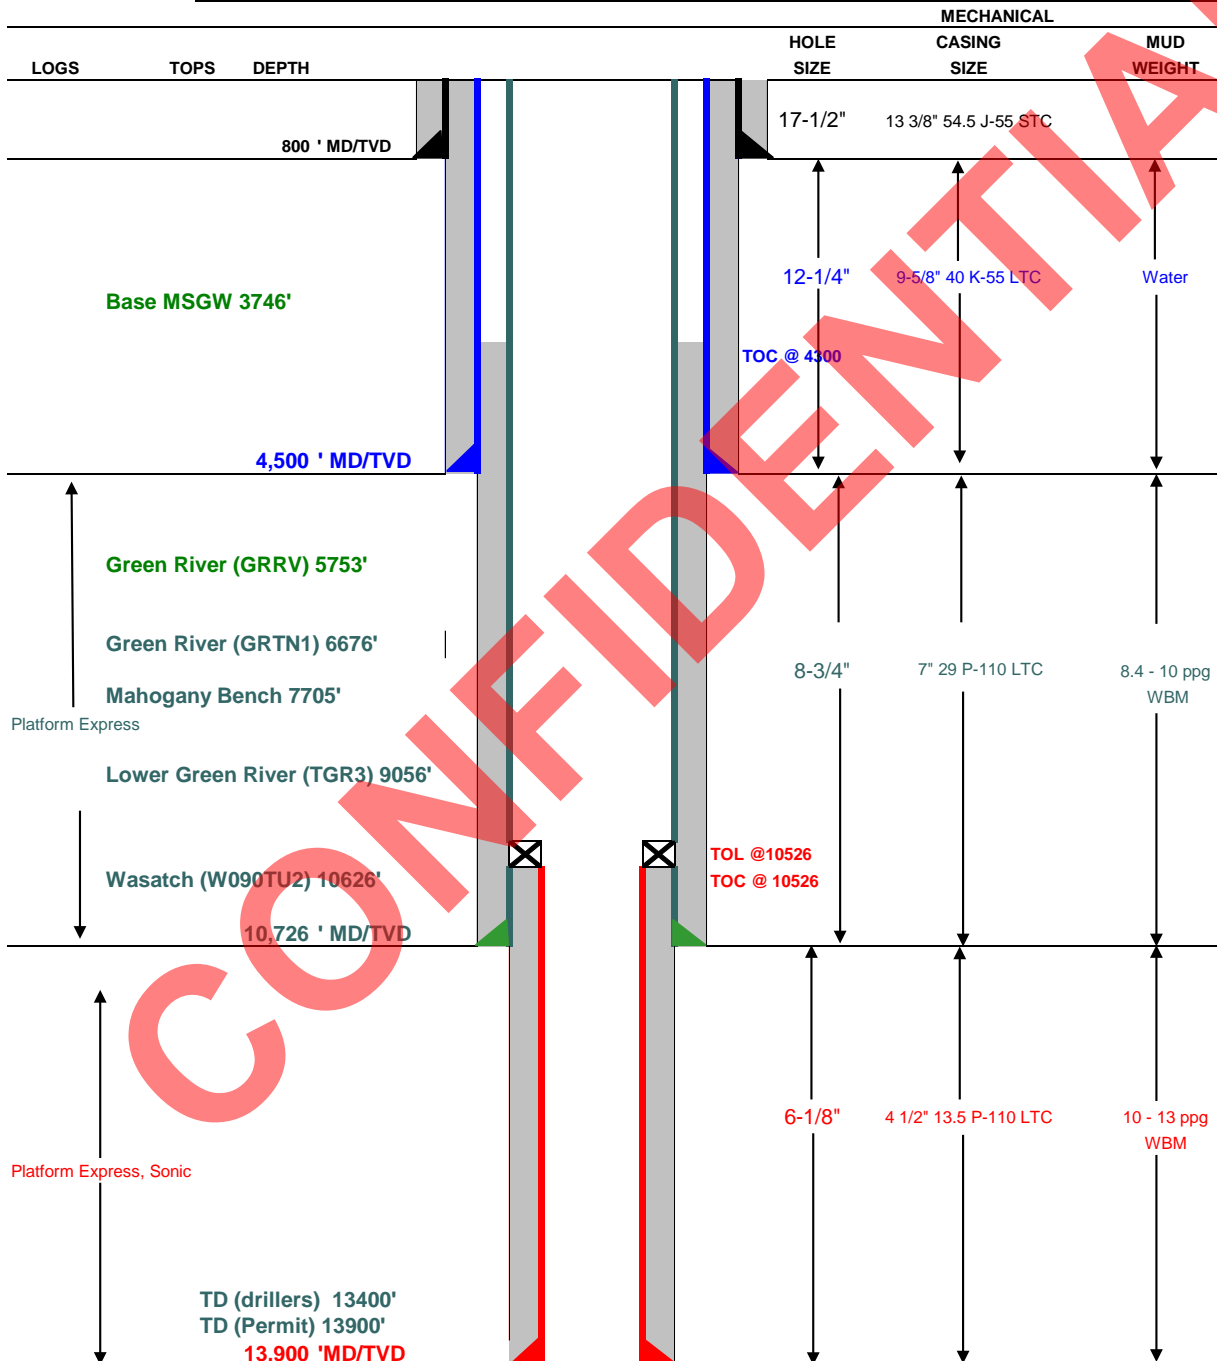 MECHANICAL
HOLE CASING MUD
LOGS TOPS DEPTH SIZE SIZE WEIGHT
17-1/2" 13 3/8" 54.5 J-55 STC
800 ' MD/TVD
12-1/4" 9-5/8" 40 K-55 LTC Water
Base MSGW 3746'
TOC @ 4300
4,500 ' MD/TVD
Green River (GRRV) 5753'
Green River (GRTN1) 6676'
8-3/4" 7" 29 P-110 LTC 8.4 - 10 ppg
WBM
Mahogany Bench 7705'
Platform Express
Lower Green River (TGR3) 9056'
TOL @10526
TOC @ 10526
Wasatch (W090TU2) 10626'
10,726 ' MD/TVD
6-1/8" 4 1/2" 13.5 P-110 LTC 10 - 13 ppg
WBM
Platform Express, Sonic
TD (drillers) 13400'
TD (Permit) 13900'
13,900 'MD/TVD
CONFIDENTIA